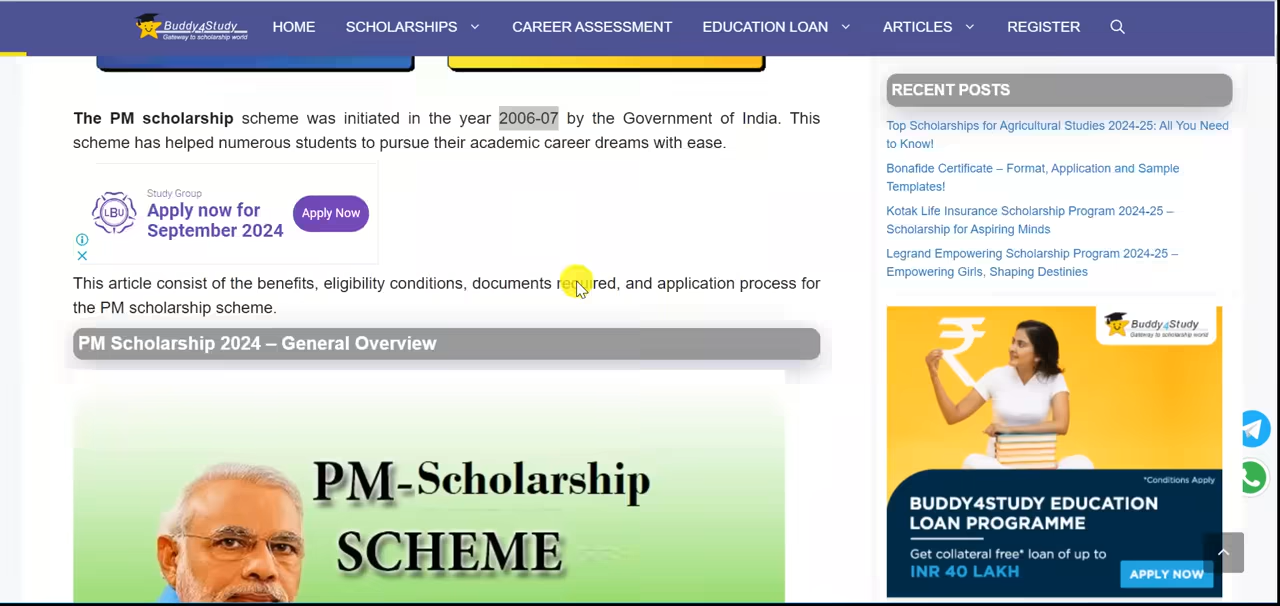 Buddy4Study
Gateway to scholarship world
HOME
SCHOLARSHIPS
CAREER ASSESSMENT
EDUCATION LOAN
ARTICLES
REGISTER
The PM scholarship scheme was initiated in the year 2006-07 by the Government of India. This
scheme has helped numerous students to pursue their academic career dreams with ease.
LBU
Study Group
Apply now for
September 2024
Apply Now
This article consist of the benefits, eligibility conditions, documents required, and application process for
the PM scholarship scheme.
PM Scholarship 2024 – General Overview
PM-Scholarship
SCHEME
RECENT POSTS
Top Scholarships for Agricultural Studies 2024-25: All You Need
to Know!
Bonafide Certificate – Format, Application and Sample
Templates!
Kotak Life Insurance Scholarship Program 2024-25 –
Scholarship for Aspiring Minds
Legrand Empowering Scholarship Program 2024-25 –
Empowering Girls, Shaping Destinies
Buddy4Study
Gateway to scholarship world
*Conditions Apply
BUDDY4STUDY EDUCATION
LOAN PROGRAMME
Get collateral free* loan of up to
INR 40 LAKH
APPLY NOW